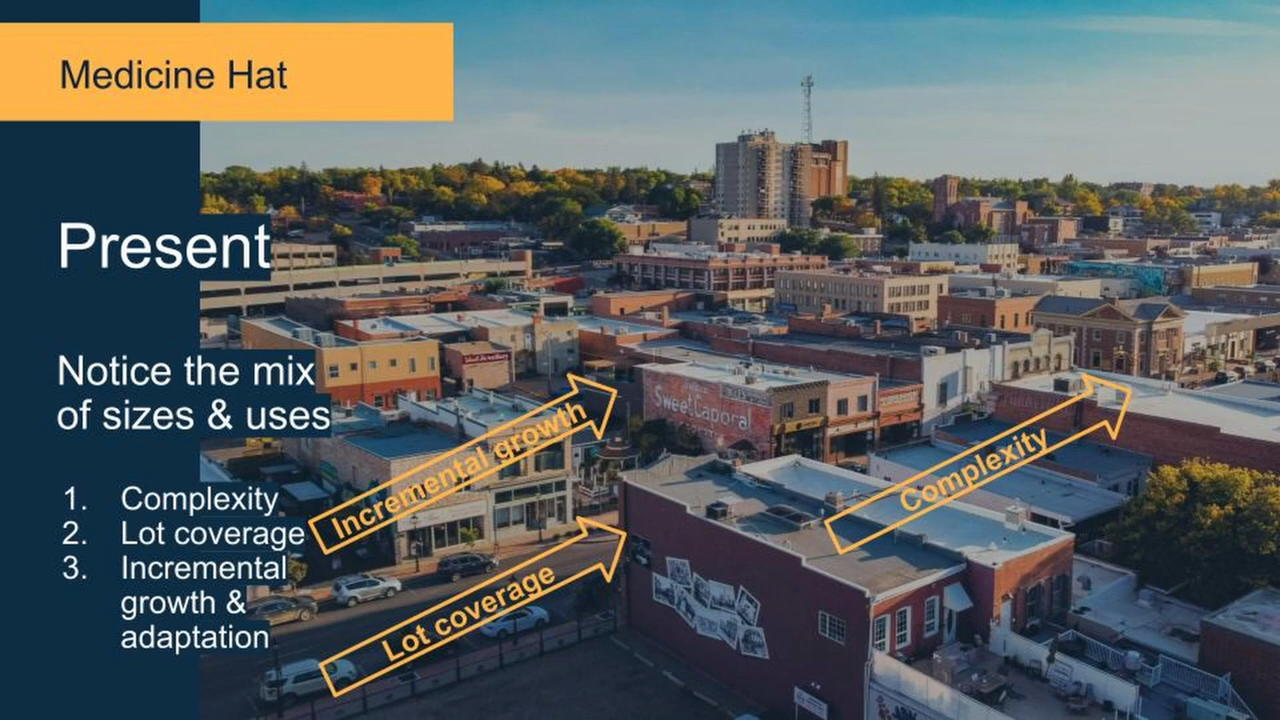 Medicine Hat
Present
Notice the mix
of sizes & uses
1. Complexity
2. Lot coverage
3. Incremental
growth &
adaptation
Incremental growth
Lot coverage
Complexity
Sweet Caporal